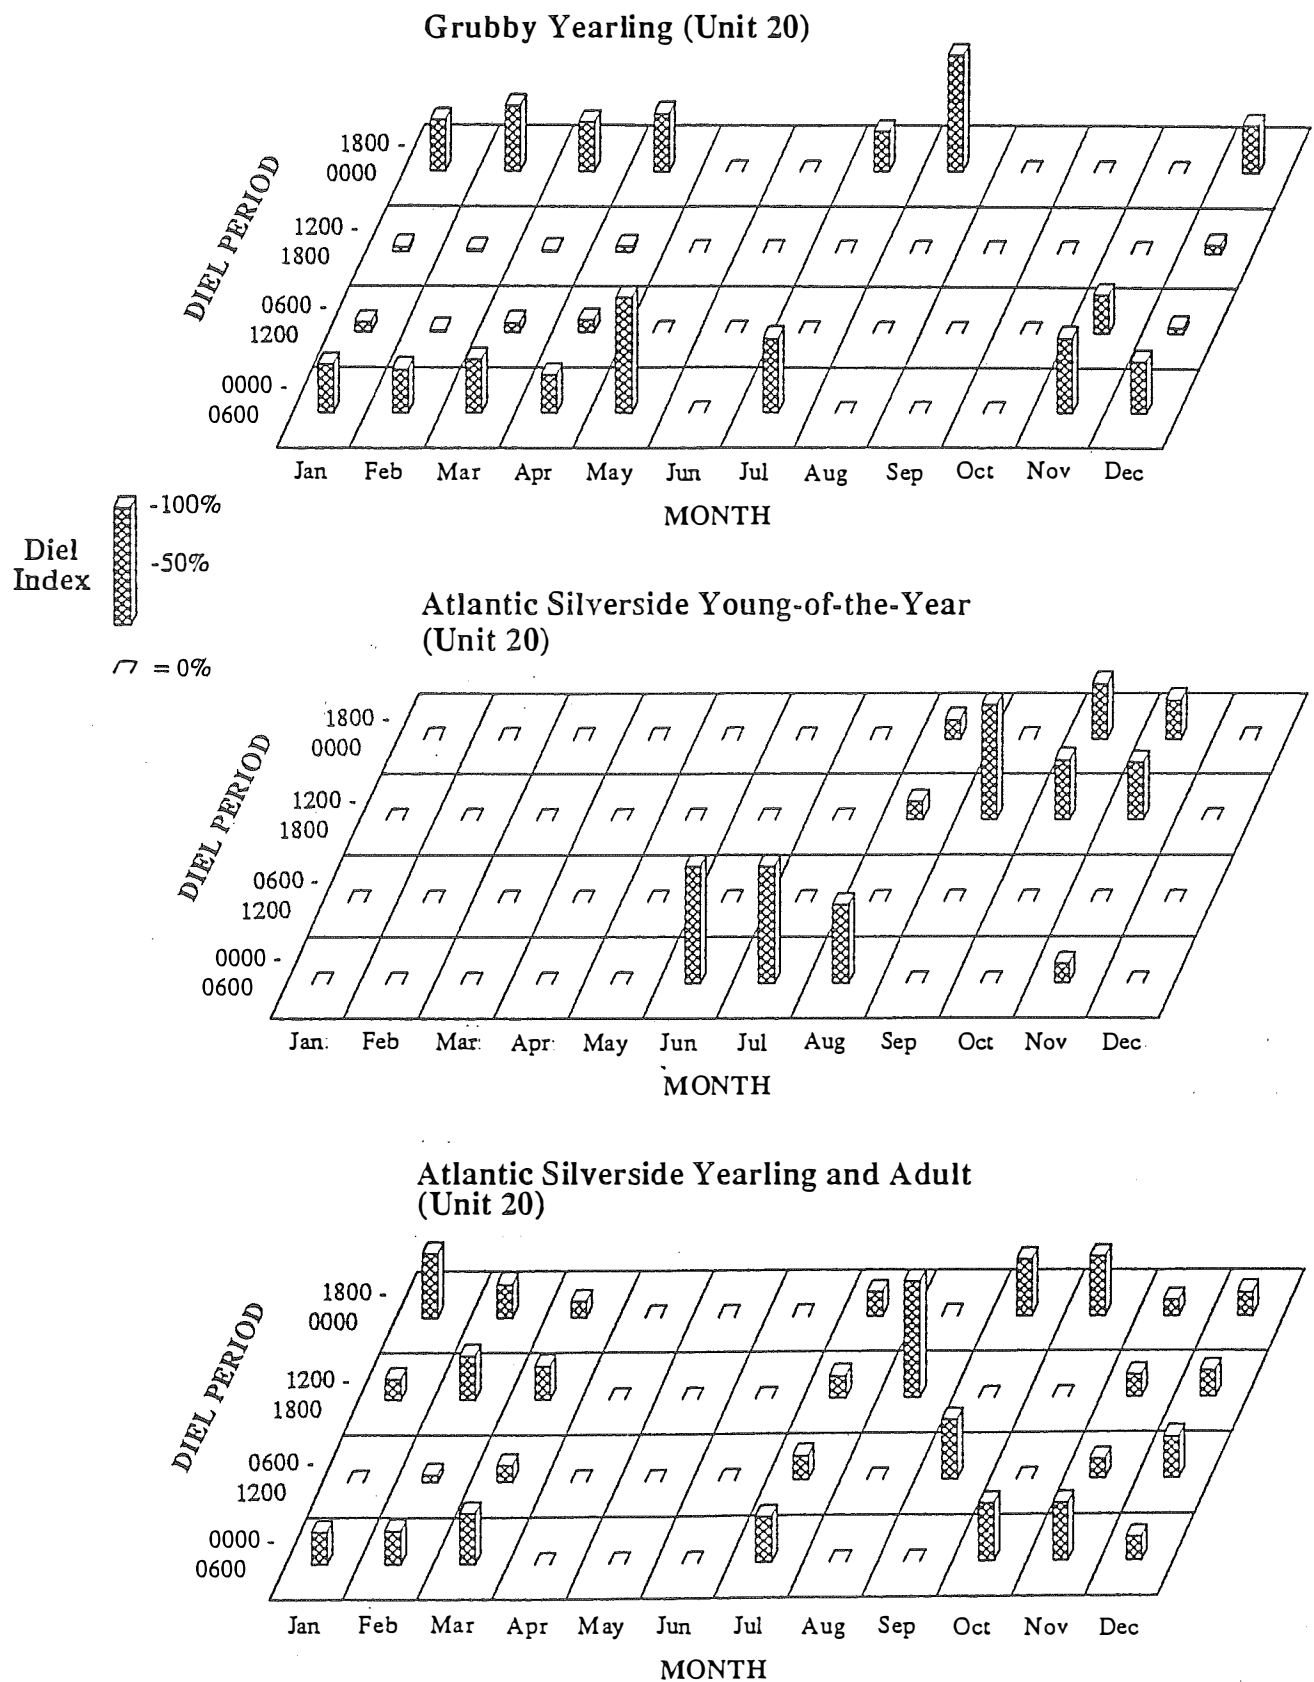 Grubby Yearling (Unit 20)
1800 -
0000
1200 -
1800
0600 -
1200
0000 -
0600
DIEL PERIOD
Jan Feb Mar Apr May Jun Jul Aug Sep Oct Nov Dec
MONTH
Diel
Index
-100%
-50%
= 0%
Atlantic Silverside Young-of-the-Year
(Unit 20)
1800 -
0000
1200 -
1800
0600 -
1200
0000 -
0600
DIEL PERIOD
Jan Feb Mar Apr May Jun Jul Aug Sep Oct Nov Dec
MONTH
Atlantic Silverside Yearling and Adult
(Unit 20)
1800 -
0000
1200 -
1800
0600 -
1200
0000 -
0600
DIEL PERIOD
Jan Feb Mar Apr May Jun Jul Aug Sep Oct Nov Dec
MONTH